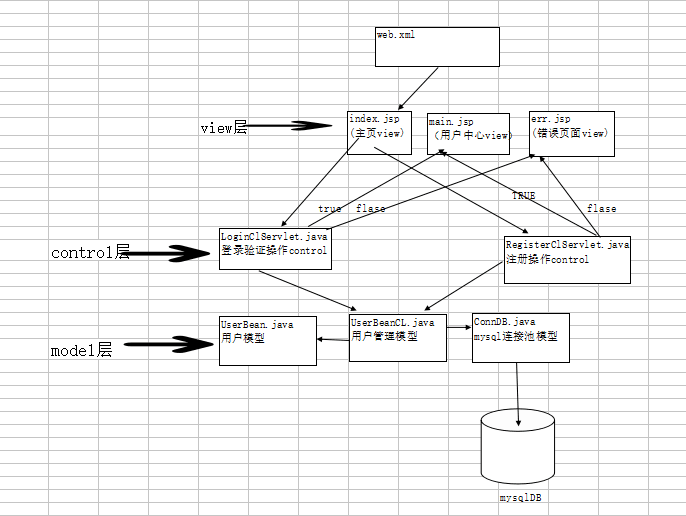 web.xml
view层
index.jsp
(主页view)
main.jsp
(用户中心view)
err.jsp
(错误页面view)
true
flase
TRUE
flase
control层
LoginClServlet.java
登录验证操作control
RegisterClServlet.java
注册操作control
model层
UserBean.java
用户模型
UserBeanCL.java
用户管理模型
ConnDB.java
mysql连接池模型
mysqlDB